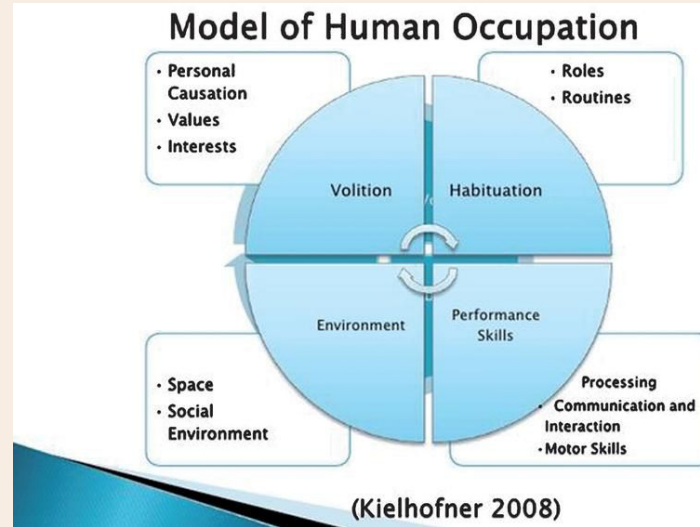 Model of Human Occupation
· Personal
Causation
· Values
· Interests
· Roles
· Routines
Volition
Habituation
Environment
Performance
Skills
· Space
· Social
Environment
Processing
· Communication and
Interaction
· Motor Skills
(Kielhofner 2008)